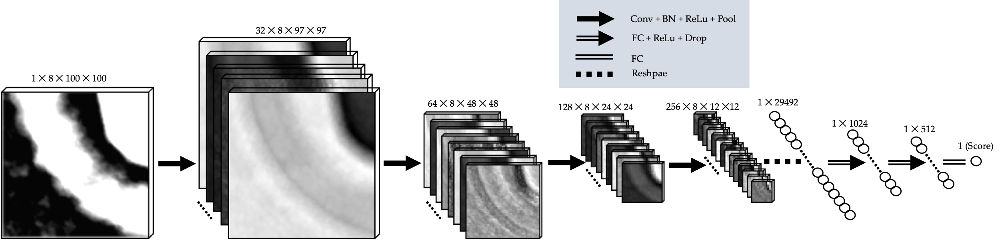 Conv + BN + ReLu + Pool
FC + ReLu + Drop
FC
Reshpae
1 × 8 × 100 × 100
32 × 8 × 97 × 97
64 × 8 × 48 × 48
128 × 8 × 24 × 24
256 × 8 × 12 ×12
1 × 29492
1 × 1024
1 × 512
1 (Score)